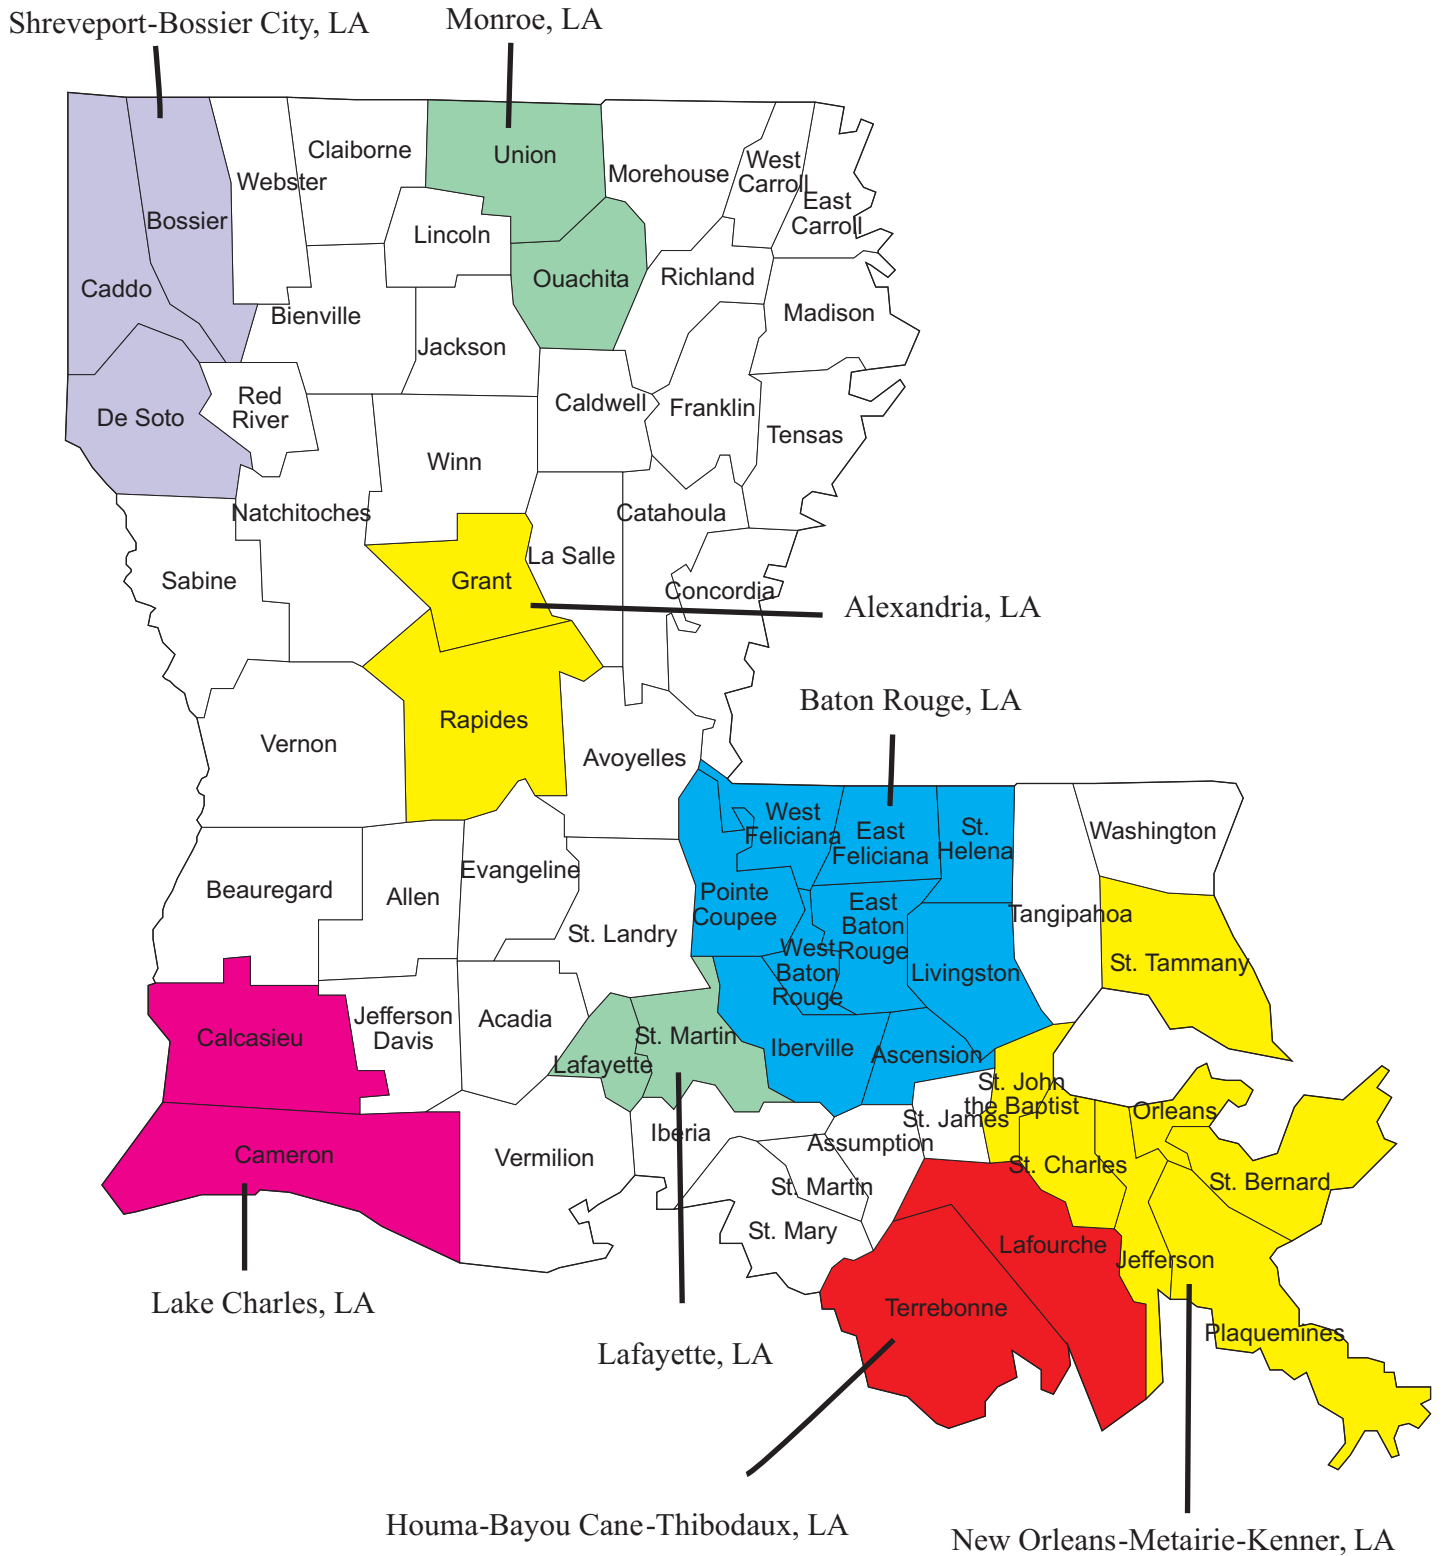 Shreveport-Bossier City, LA
Monroe, LA
Claiborne
Union
Morehouse
West
Carroll
Webster
East
Carroll
Bossier
Lincoln
Ouachita
Richland
Caddo
Bienville
Madison
Jackson
Red
River
Caldwell
Franklin
De Soto
Tensas
Winn
Natchitoches
Catahoula
La Salle
Sabine
Grant
Concordia
Alexandria, LA
Baton Rouge, LA
Rapides
Vernon
Avoyelles
West
Feliciana
East
Feliciana
St.
Helena
Washington
Evangeline
Beauregard
Allen
Pointe
Coupee
East
Baton
Rouge
Tangipahoa
St. Landry
West
Baton
Rouge
Livingston
St. Tammany
Jefferson
Davis
Acadia
Calcasieu
St. Martin
Lafayette
Iberville
Ascension
St. John
the Baptist
Orleans
St. James
Iberia
Assumption
Cameron
Vermilion
St. Charles
St. Bernard
St. Martin
St. Mary
Lafourche
Jefferson
Terrebonne
Plaquemines
Lake Charles, LA
Lafayette, LA
Houma-Bayou Cane-Thibodaux, LA
New Orleans-Metairie-Kenner, LA